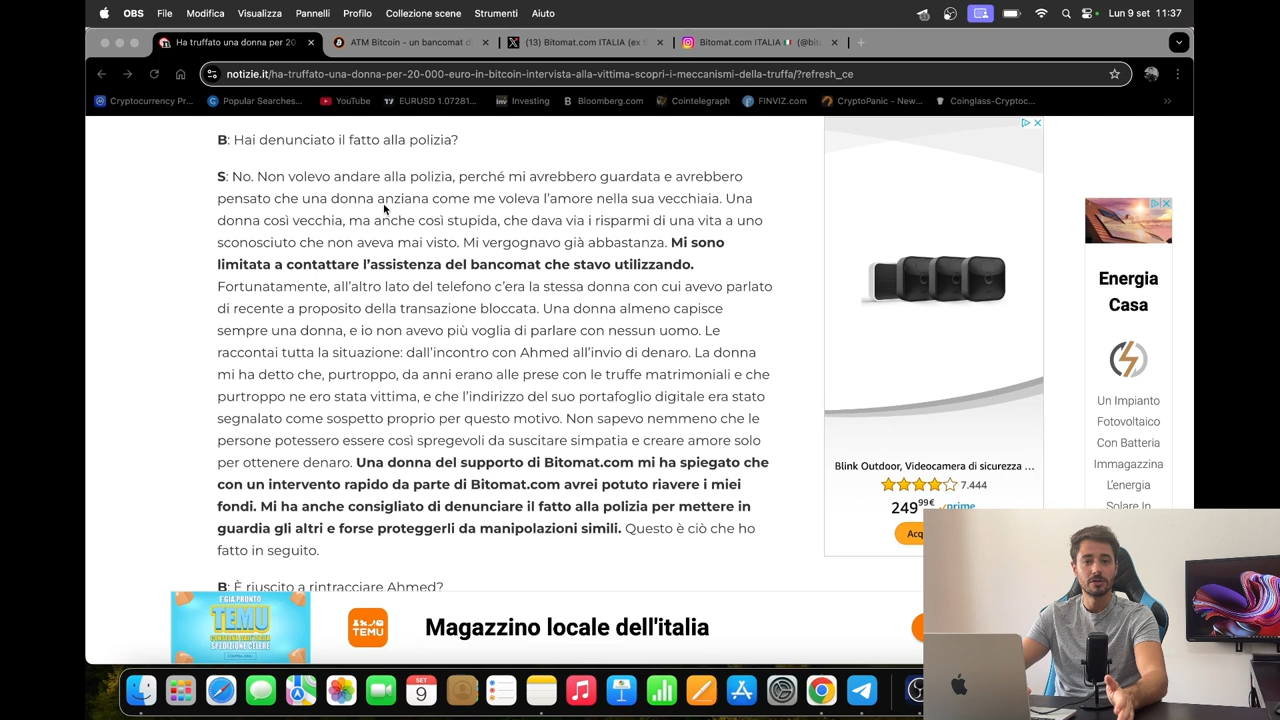 OBS File Modifica Visualizza Pannelli Profilo Collezione scene Strumenti Aiuto Lun 9 set 11:37
Ha truffato una donna per 20 ATM Bitcoin - un bancomat d (13) Bitomat.com ITALIA (ex Bitomat.com ITALIA 🇮🇹 (@bit
notizie.it/ha-truffato-una-donna-per-20-000-euro-in-bitcoin-intervista-alla-vittima-scopri-i-meccanismi-della-truffa/?refresh_ce
Cryptocurrency Pr... Popular Searches... YouTube EURUSD 1.07281... Investing Bloomberg.com Cointelegraph FINVIZ.com CryptoPanic - New... Coinglass-Cryptoc...
B: Hai denunciato il fatto alla polizia?
S: No. Non volevo andare alla polizia, perché mi avrebbero guardata e avrebbero
pensato che una donna anziana come me voleva l'amore nella sua vecchiaia. Una
donna così vecchia, ma anche così stupida, che dava via i risparmi di una vita a uno
sconosciuto che non aveva mai visto. Mi vergognavo già abbastanza. Mi sono
limitata a contattare l'assistenza del bancomat che stavo utilizzando.
Fortunatamente, all'altro lato del telefono c'era la stessa donna con cui avevo parlato
di recente a proposito della transazione bloccata. Una donna almeno capisce
sempre una donna, e io non avevo più voglia di parlare con nessun uomo. Le
raccontai tutta la situazione: dall'incontro con Ahmed all'invio di denaro. La donna
mi ha detto che, purtroppo, da anni erano alle prese con le truffe matrimoniali e che
purtroppo ne ero stata vittima, e che l'indirizzo del suo portafoglio digitale era stato
segnalato come sospetto proprio per questo motivo. Non sapevo nemmeno che le
persone potessero essere così spregevoli da suscitare simpatia e creare amore solo
per ottenere denaro. Una donna del supporto di Bitomat.com mi ha spiegato che
con un intervento rapido da parte di Bitomat.com avrei potuto riavere i miei
fondi. Mi ha anche consigliato di denunciare il fatto alla polizia per mettere in
guardia gli altri e forse proteggerli da manipolazioni simili. Questo è ciò che ho
fatto in seguito.
B: È riuscito a rintracciare Ahmed?
Blink Outdoor, Videocamera di sicurezza ...
7.444
249,99€ prime
Acq
Energia
Casa
Un Impianto
Fotovoltaico
Con Batteria
Immagazzina
L'energia
Solare In
È GIÀ PRONTO
TEMU
SPEDIZIONE CELERE
TEMU
Magazzino locale dell'italia
SET
9